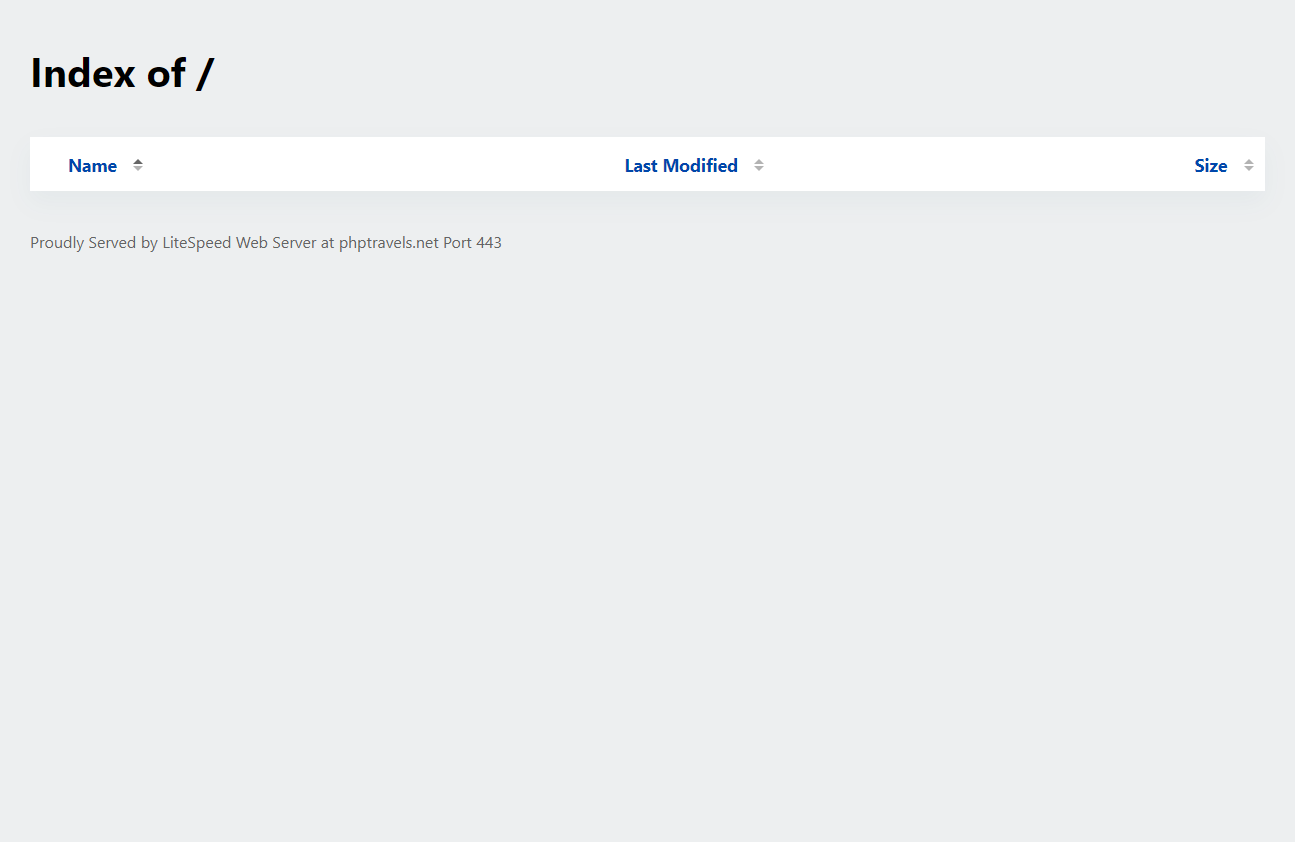 Index of /
Name Last Modified Size
Proudly Served by LiteSpeed Web Server at phptravels.net Port 443